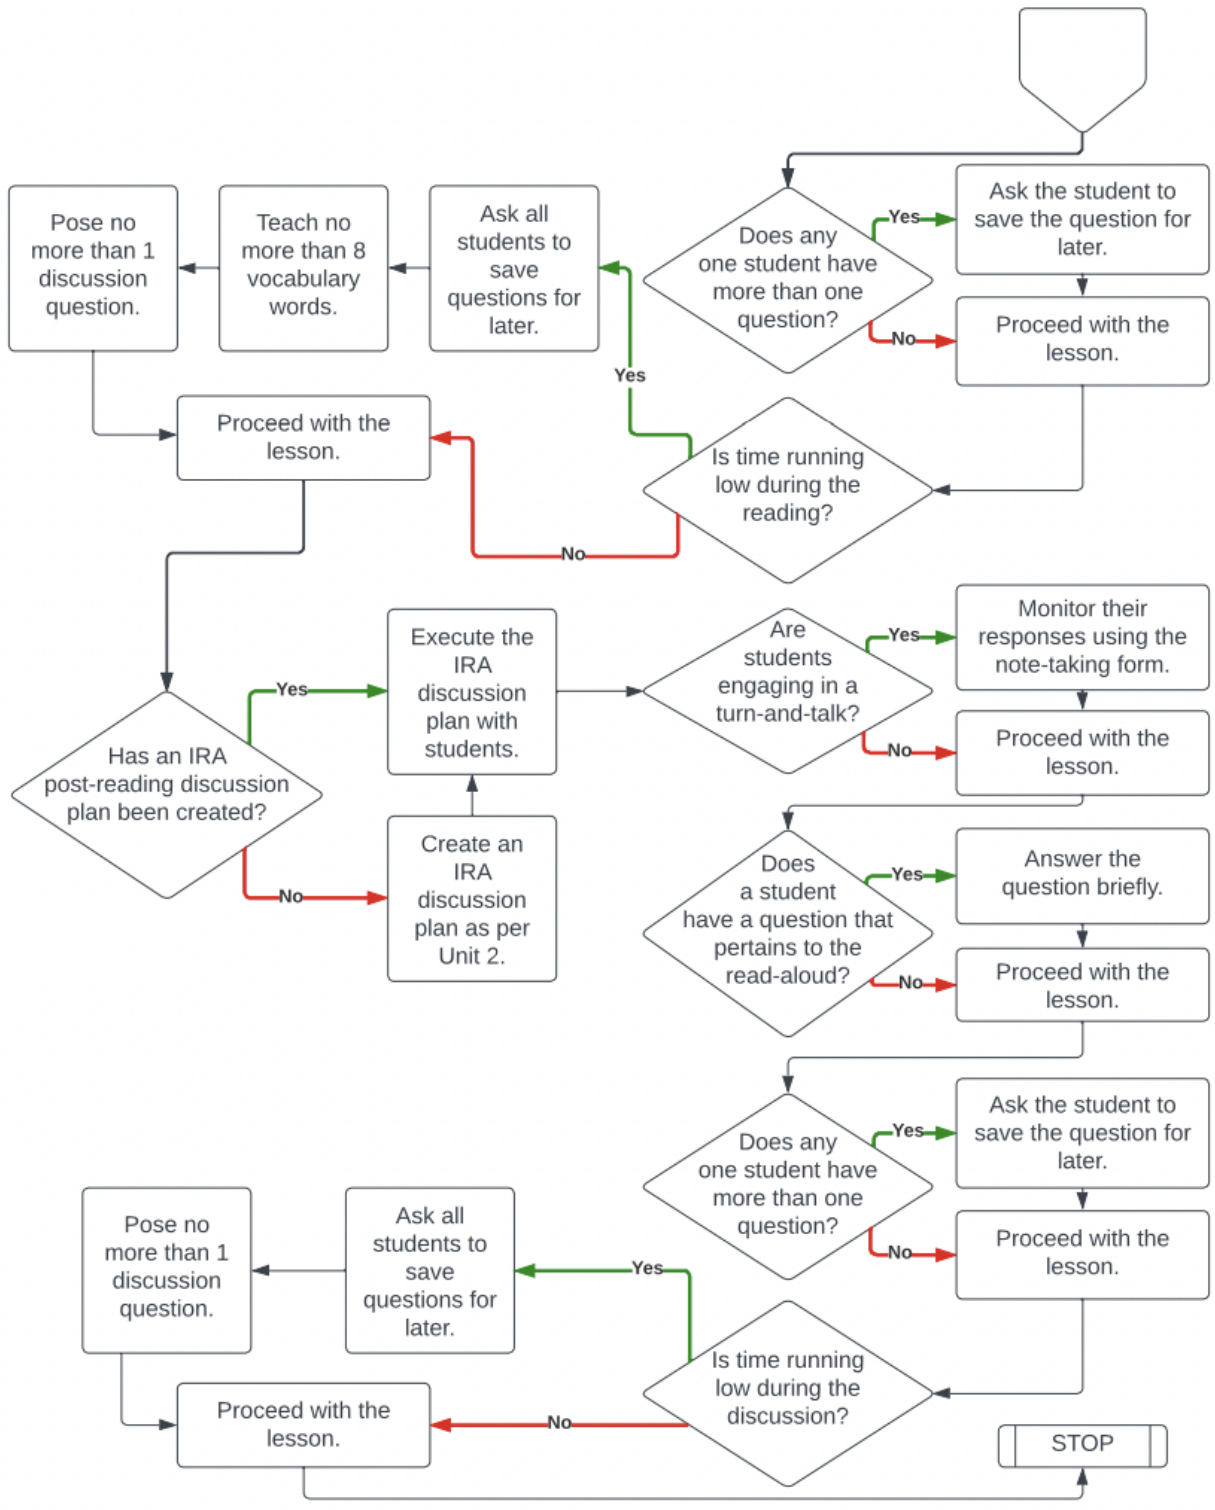 Does any
one student have
more than one
question?
Yes
Ask the student to
save the question for
later.
No
Proceed with the
lesson.
Is time running
low during the
reading?
Yes
Ask all
students to
save
questions for
later.
Teach no
more than 8
vocabulary
words.
Pose no
more than 1
discussion
question.
No
Proceed with the
lesson.
Has an IRA
post-reading discussion
plan been created?
Yes
Execute the
IRA
discussion
plan with
students.
No
Create an
IRA
discussion
plan as per
Unit 2.
Are
students
engaging in a
turn-and-talk?
Yes
Monitor their
responses using the
note-taking form.
No
Proceed with the
lesson.
Does
a student
have a question that
pertains to the
read-aloud?
Yes
Answer the
question briefly.
No
Proceed with the
lesson.
Does any
one student have
more than one
question?
Yes
Ask the student to
save the question for
later.
No
Proceed with the
lesson.
Is time running
low during the
discussion?
Yes
Ask all
students to
save
questions for
later.
Pose no
more than 1
discussion
question.
No
Proceed with the
lesson.
STOP